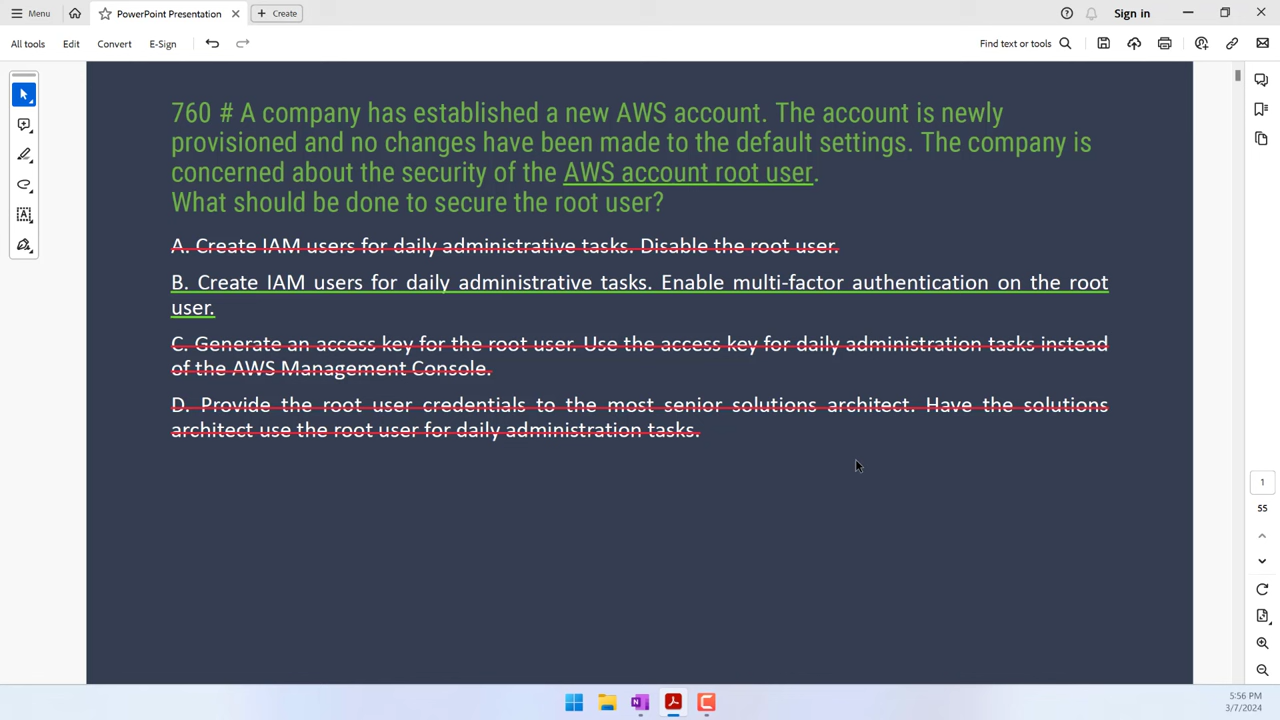 Menu
PowerPoint Presentation
Create
Sign in
All tools
Edit
Convert
E-Sign
Find text or tools
760 # A company has established a new AWS account. The account is newly
provisioned and no changes have been made to the default settings. The company is
concerned about the security of the AWS account root user.
What should be done to secure the root user?
A. Create IAM users for daily administrative tasks. Disable the root user.
B. Create IAM users for daily administrative tasks. Enable multi-factor authentication on the root
user.
C. Generate an access key for the root user. Use the access key for daily administration tasks instead
of the AWS Management Console.
D. Provide the root user credentials to the most senior solutions architect. Have the solutions
architect use the root user for daily administration tasks.
1
55
5:56 PM
3/7/2024